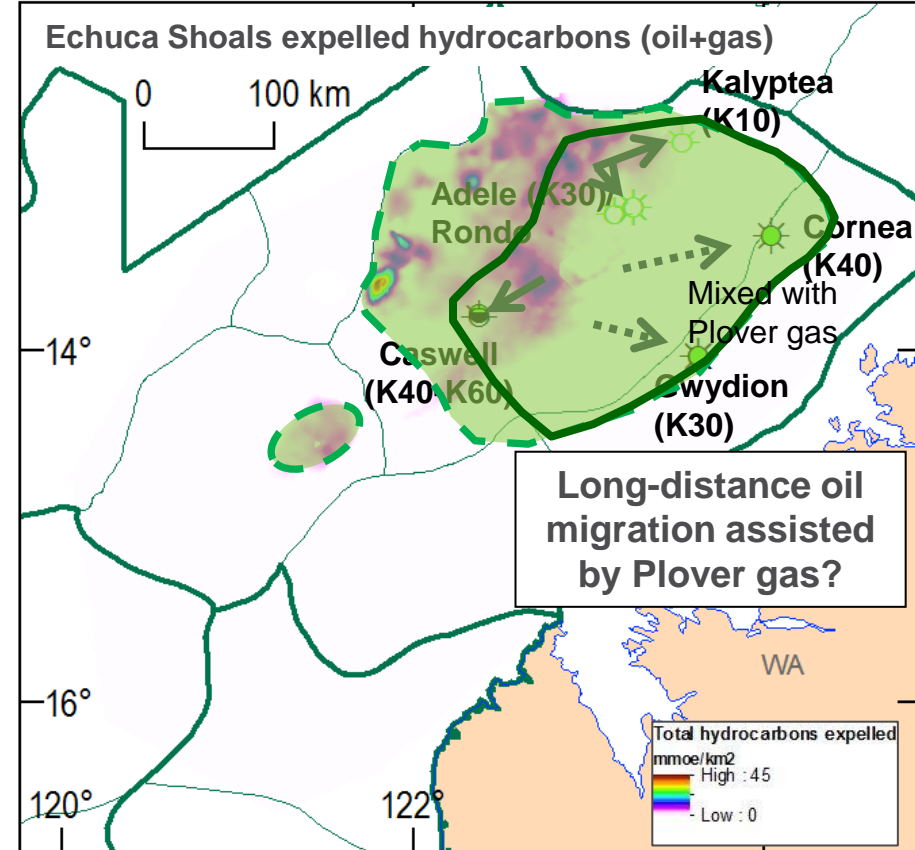 Echuca Shoals expelled hydrocarbons (oil+gas)
0 100 km
Kalyptea
(K10)
Adele (K30)
Rondo
Cornea
(K40)
Mixed with
Plover gas
14°
Caswell
(K40-K60)
Gwydion
(K30)
Long-distance oil
migration assisted
by Plover gas?
WA
16°
Total hydrocarbons expelled
mmoe/km2
High : 45
Low : 0
120°
122°